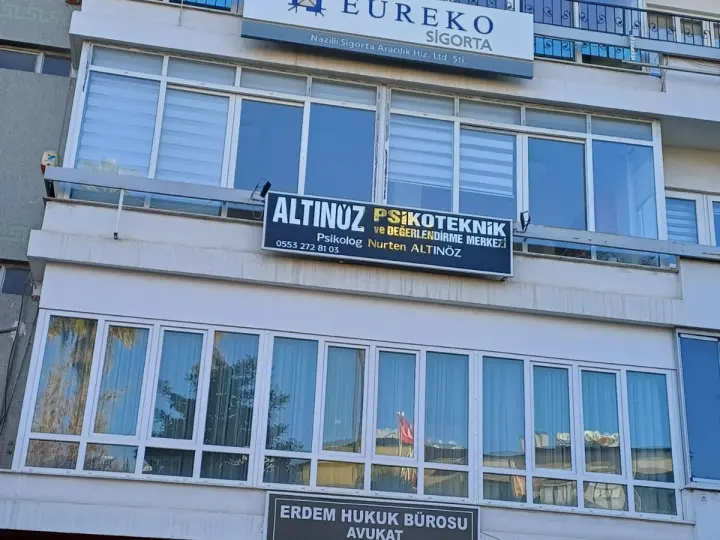 EUREKO
SİGORTA
Nazilli Sigorta Aracılık Hiz. Ltd. Şti.
ALTINÖZ PSİKOTEKNİK
ve DEĞERLENDİRME MERKEZİ
Psikolog Nurten ALTINÖZ
0553 272 81 03
ERDEM HUKUK BÜROSU
AVUKAT